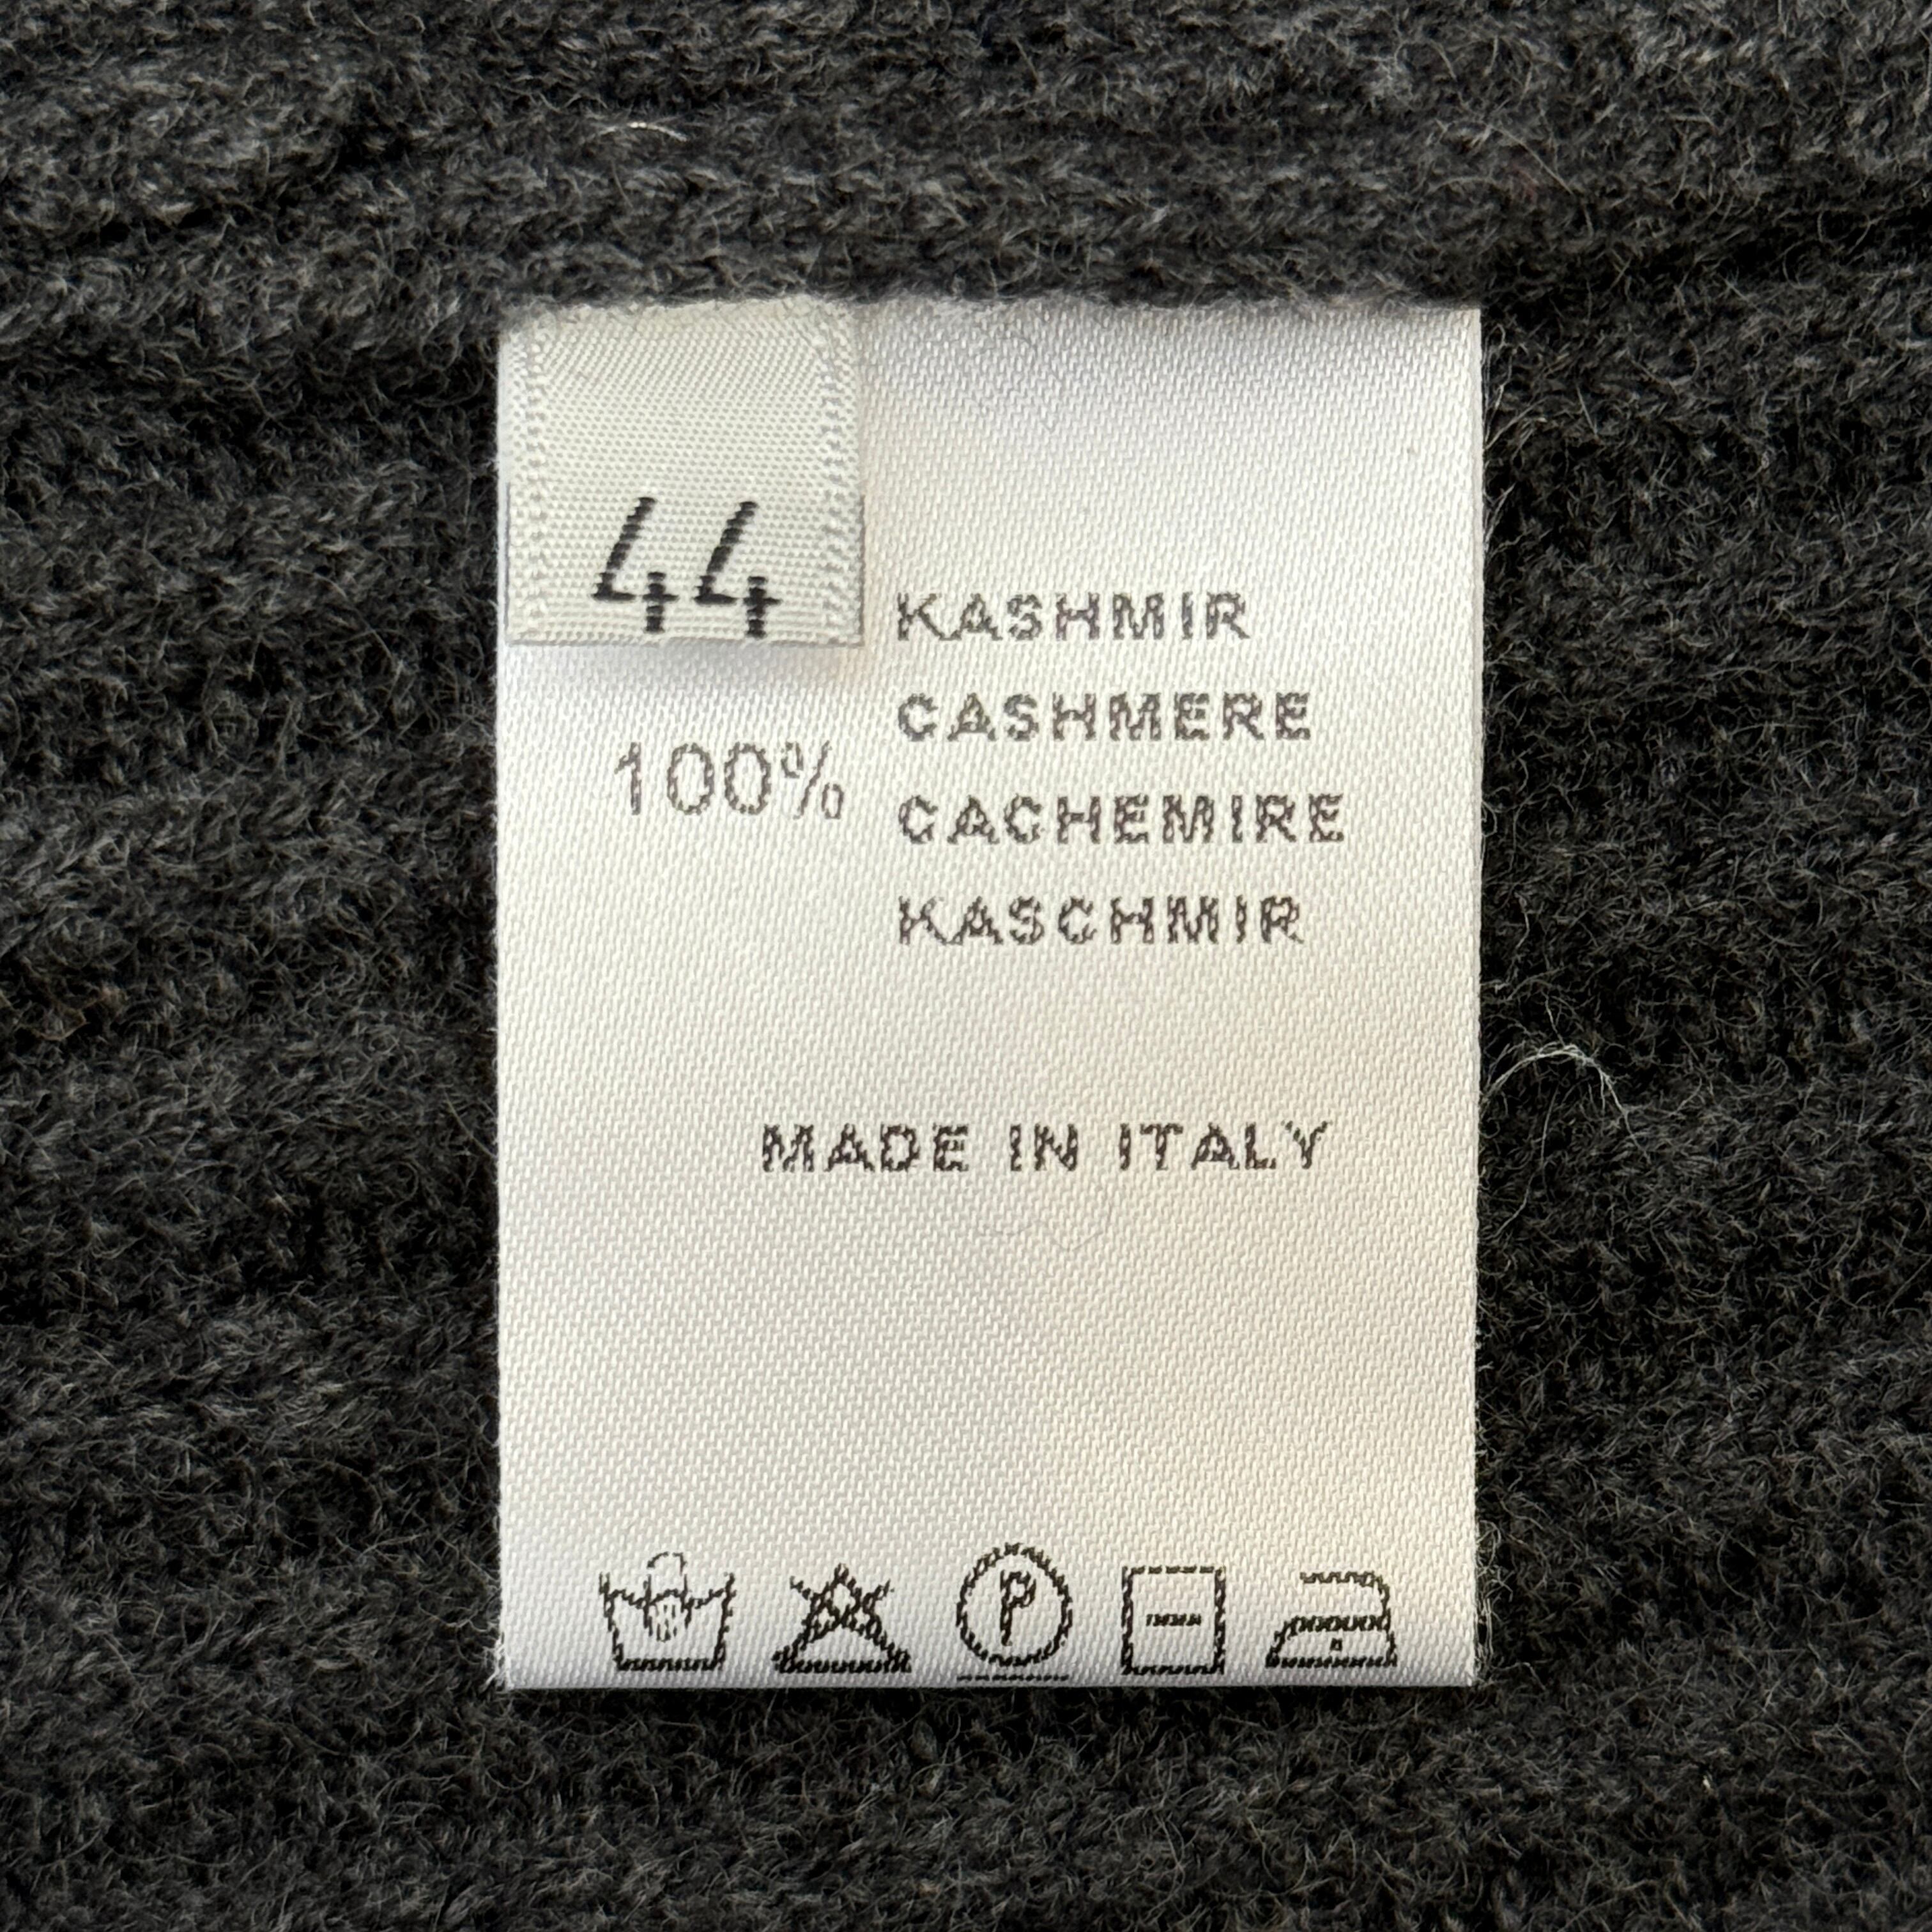 44
KASHMIR
CASHMERE
100%
CACHEMIRE
KASCHMIR
MADE IN ITALY
P